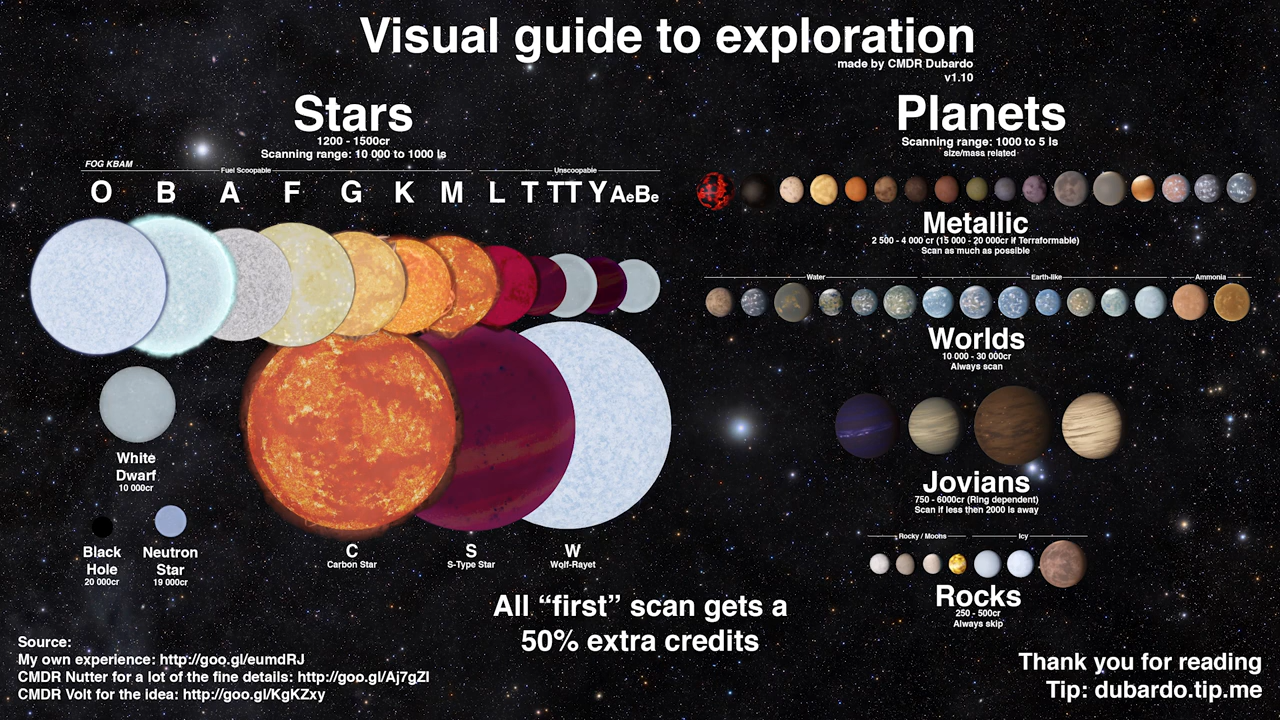 Visual guide to exploration
made by CMDR Dubardo
v1.10
Stars
1200 - 1500cr
Scanning range: 10 000 to 1000 ls
FOG KBAM
Fuel Scoopable
Unscoopable
O B A F G K M L T TT Y AeBe
White
Dwarf
10 000cr
Black
Hole
20 000cr
Neutron
Star
19 000cr
C
Carbon Star
S
S-Type Star
W
Wolf-Rayet
Planets
Scanning range: 1000 to 5 ls
size/mass related
Metallic
2 500 - 4 000 cr (15 000 - 20 000cr if Terraformable)
Scan as much as possible
Water
Earth-like
Ammonia
Worlds
10 000 - 30 000cr
Always scan
Jovians
750 - 6000cr (Ring dependent)
Scan if less then 2000 ls away
Rocky / Moons
Icy
Rocks
250 - 500cr
Always skip
All “first” scan gets a
50% extra credits
Source:
My own experience: http://goo.gl/eumdRJ
CMDR Nutter for a lot of the fine details: http://goo.gl/Aj7gZl
CMDR Volt for the idea: http://goo.gl/KgKZxy
Thank you for reading
Tip: dubardo.tip.me